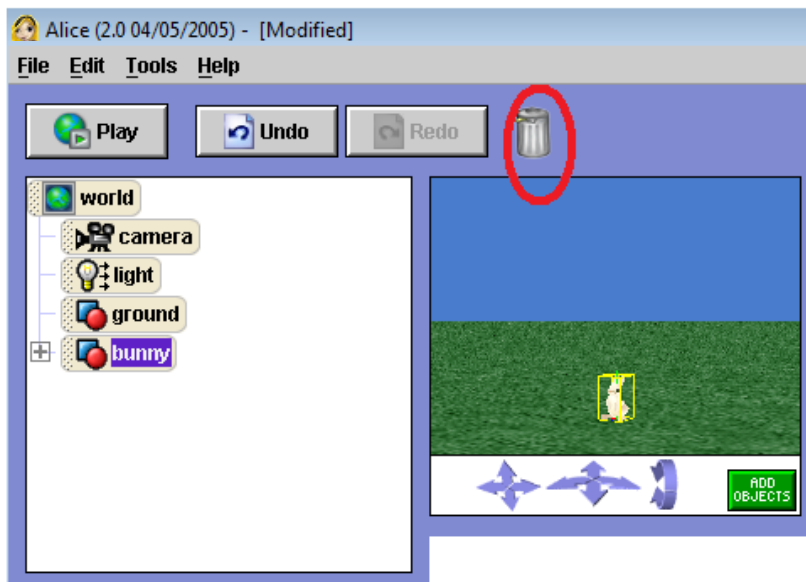 Alice (2.0 04/05/2005) - [Modified]
File Edit Tools Help
Play Undo Redo
world
camera
light
ground
bunny
ADD
OBJECTS